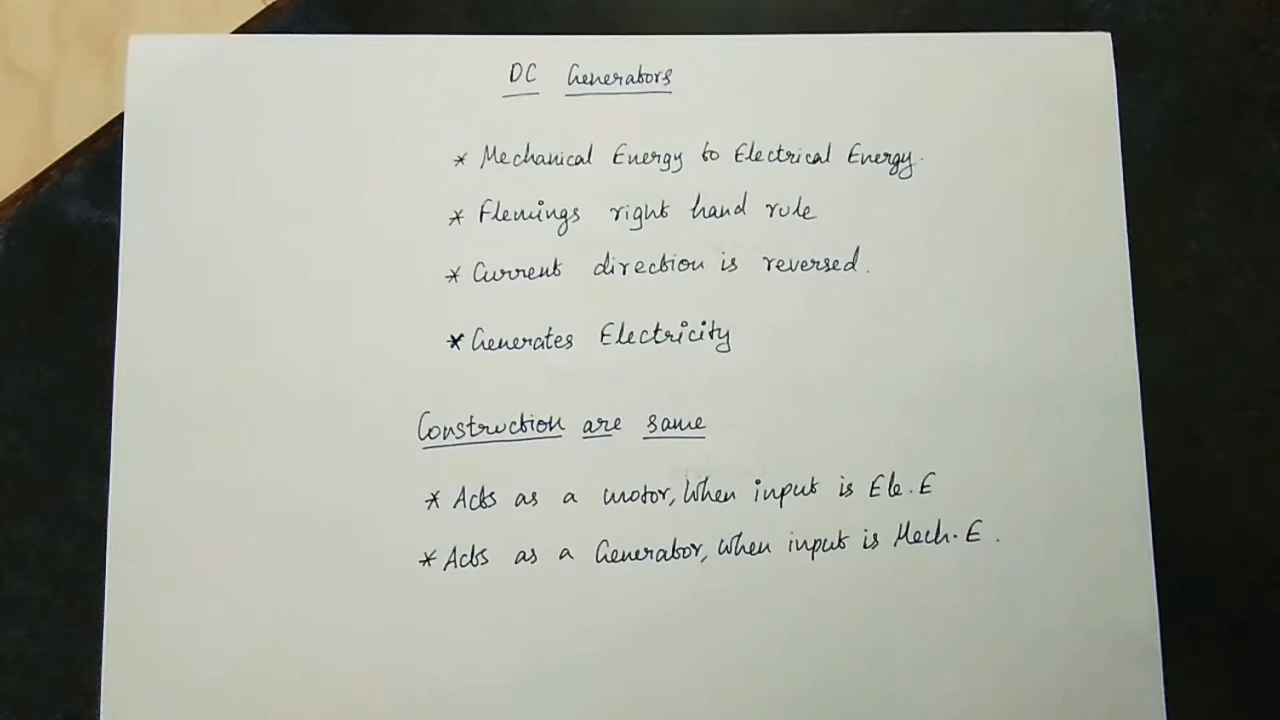 DC Generators
* Mechanical Energy to Electrical Energy.
* Flemings right hand rule
* Current direction is reversed.
* Generates Electricity
Construction are same
* Acts as a motor, when input is Ele. E
* Acts as a Generator, when input is Mech. E.